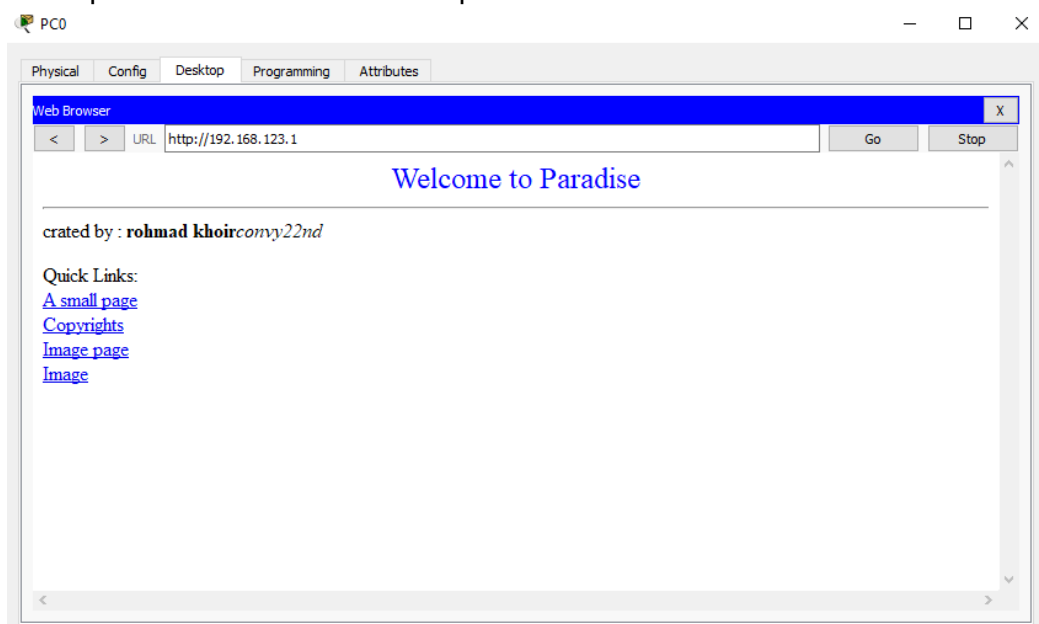 PC0
Physical Config Desktop Programming Attributes
Web Browser X
< > URL http://192.168.123.1 Go Stop
Welcome to Paradise
crated by : rohmad khoirconvy22nd
Quick Links:
A small page
Copyrights
Image page
Image